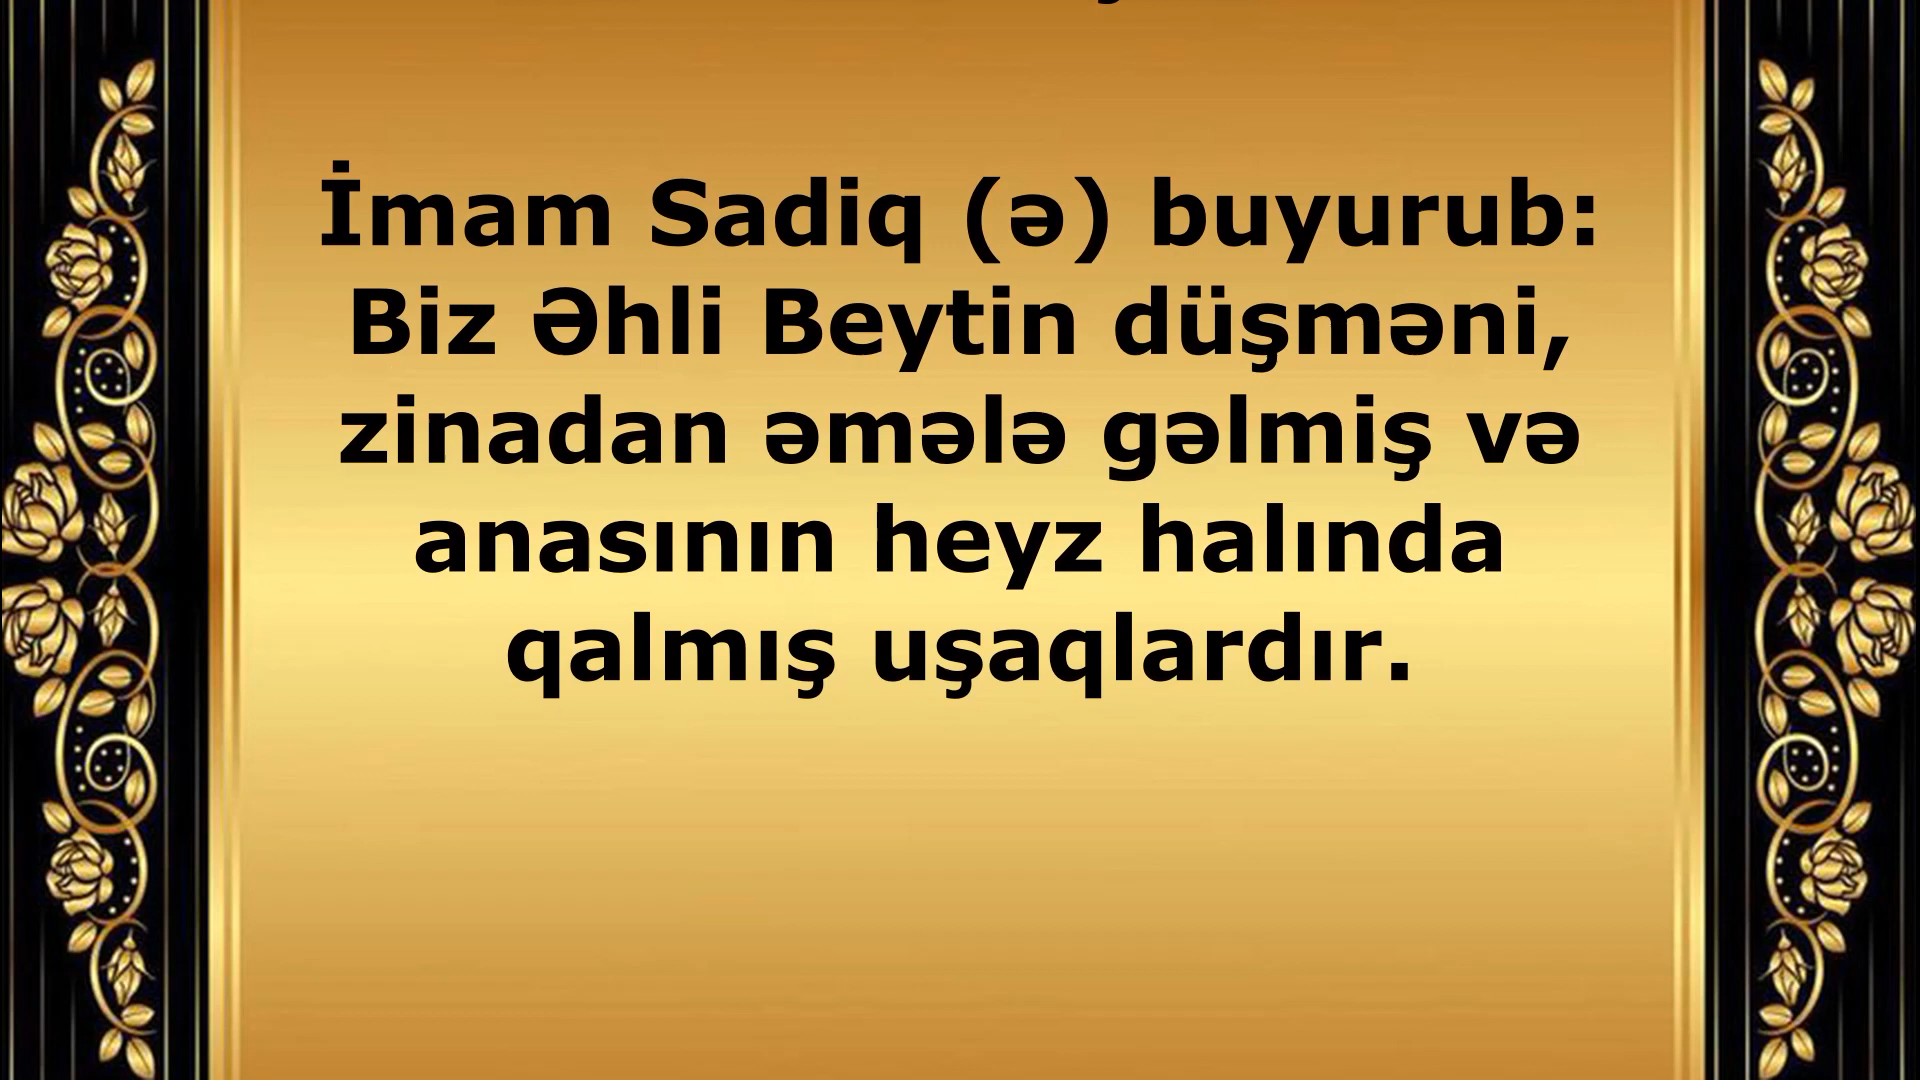 İmam Sadiq (ə) buyurub:
Biz Əhli Beytin düşməni,
zinadan əmələ gəlmiş və
anasının heyz halında
qalmış uşaqlardır.